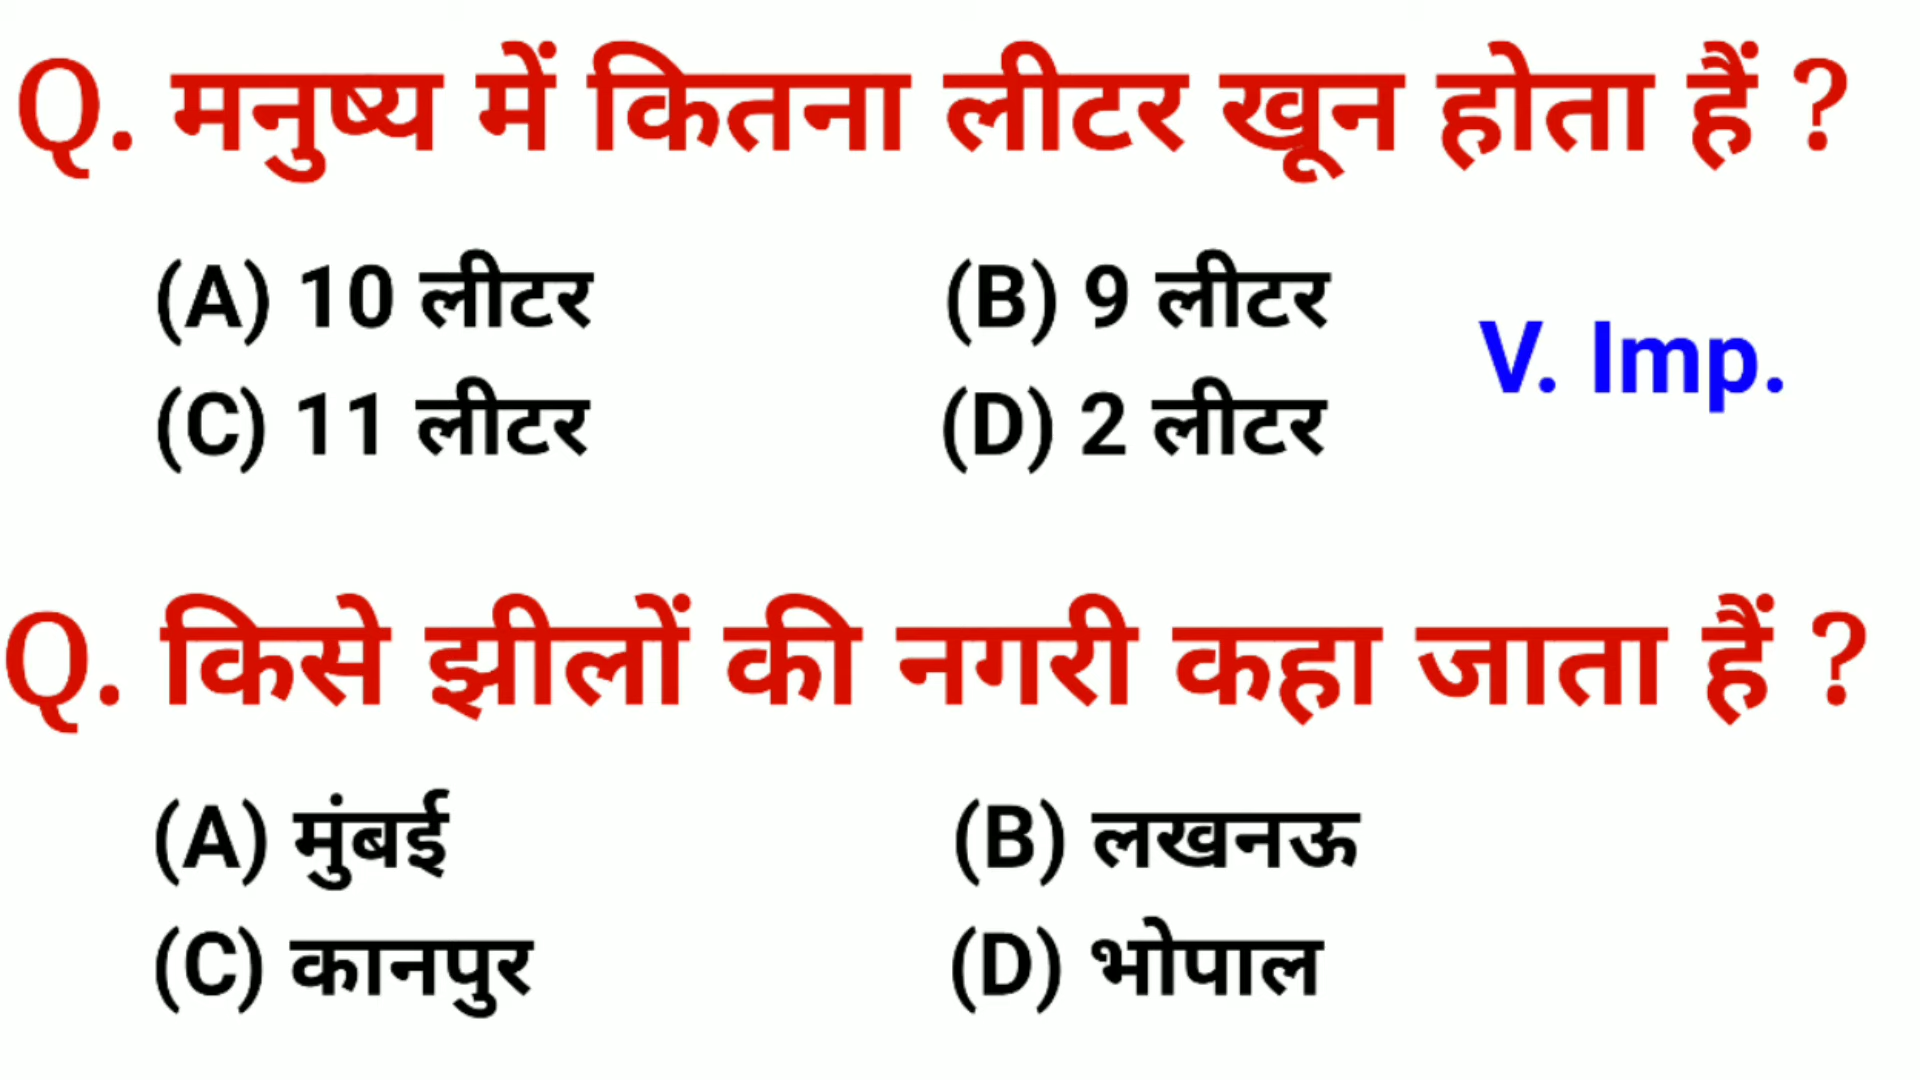 Q. मनुष्य में कितना लीटर खून होता हैं ?
(A) 10 लीटर (B) 9 लीटर
V. Imp.
(C) 11 लीटर (D) 2 लीटर
Q. किसे झीलों की नगरी कहा जाता हैं ?
(A) मुंबई (B) लखनऊ
(C) कानपुर (D) भोपाल